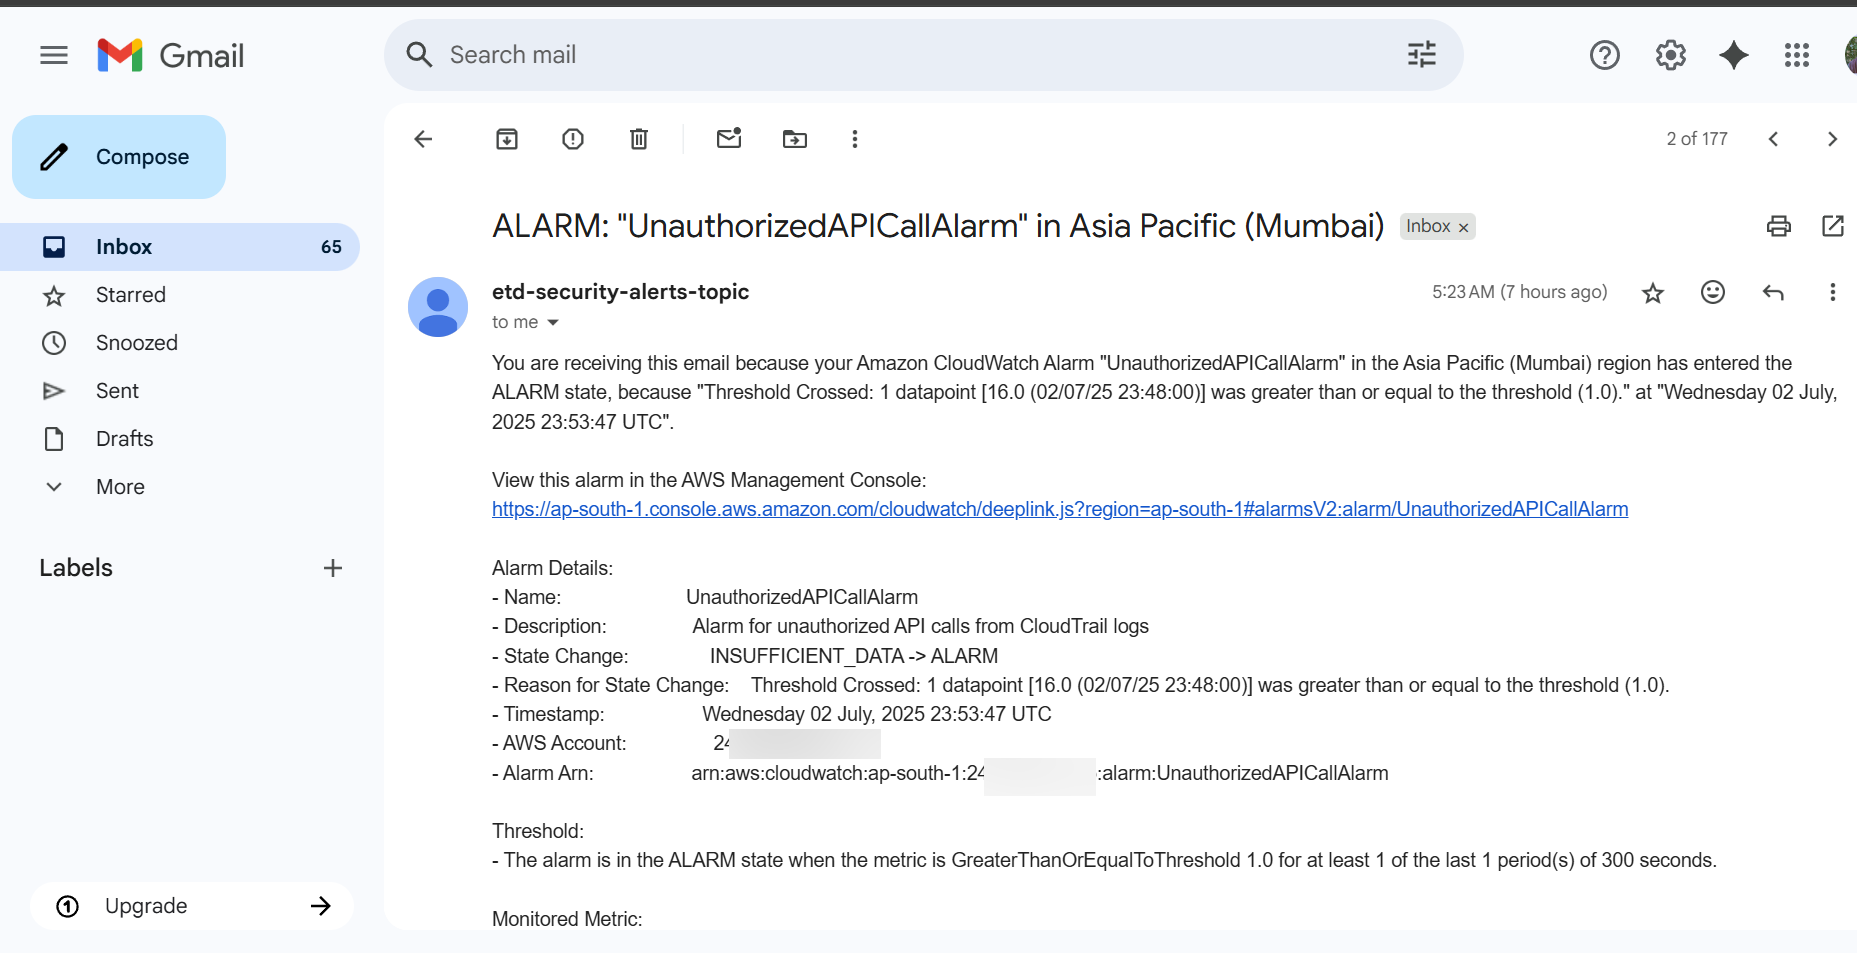 Gmail
Search mail
Compose
2 of 177
Inbox 65
Starred
Snoozed
Sent
Drafts
More
Labels
Upgrade
ALARM: "UnauthorizedAPICallAlarm" in Asia Pacific (Mumbai) Inbox ×
etd-security-alerts-topic
5:23 AM (7 hours ago)
to me
You are receiving this email because your Amazon CloudWatch Alarm "UnauthorizedAPICallAlarm" in the Asia Pacific (Mumbai) region has entered the
ALARM state, because "Threshold Crossed: 1 datapoint [16.0 (02/07/25 23:48:00)] was greater than or equal to the threshold (1.0)." at "Wednesday 02 July,
2025 23:53:47 UTC".
View this alarm in the AWS Management Console:
https://ap-south-1.console.aws.amazon.com/cloudwatch/deeplink.js?region=ap-south-1#alarmsV2:alarm/UnauthorizedAPICallAlarm
Alarm Details:
- Name: UnauthorizedAPICallAlarm
- Description: Alarm for unauthorized API calls from CloudTrail logs
- State Change: INSUFFICIENT_DATA -> ALARM
- Reason for State Change: Threshold Crossed: 1 datapoint [16.0 (02/07/25 23:48:00)] was greater than or equal to the threshold (1.0).
- Timestamp: Wednesday 02 July, 2025 23:53:47 UTC
- AWS Account: 24
- Alarm Arn: arn:aws:cloudwatch:ap-south-1:24 :alarm:UnauthorizedAPICallAlarm
Threshold:
- The alarm is in the ALARM state when the metric is GreaterThanOrEqualToThreshold 1.0 for at least 1 of the last 1 period(s) of 300 seconds.
Monitored Metric: